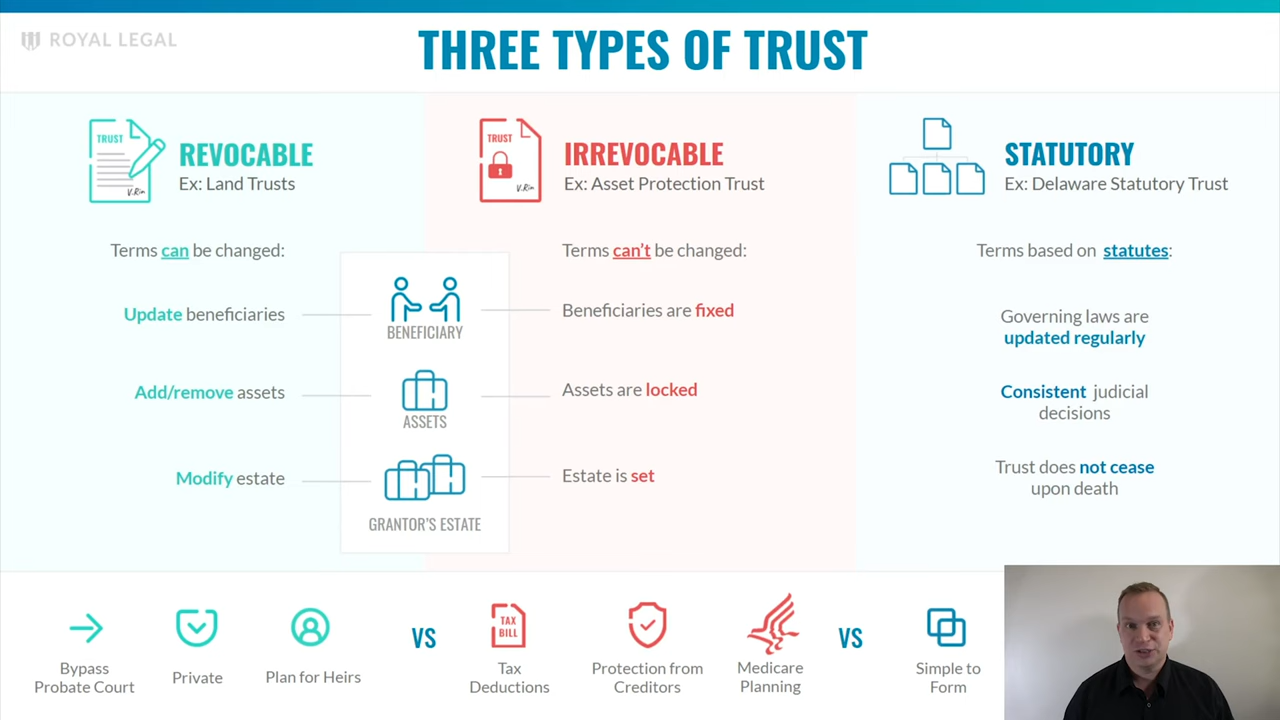 ROYAL LEGAL
THREE TYPES OF TRUST
TRUST
V.Rin
REVOCABLE
Ex: Land Trusts
Terms can be changed:
Update beneficiaries
Add/remove assets
Modify estate
BENEFICIARY
ASSETS
GRANTOR'S ESTATE
TRUST
V.Rin
IRREVOCABLE
Ex: Asset Protection Trust
Terms can't be changed:
Beneficiaries are fixed
Assets are locked
Estate is set
STATUTORY
Ex: Delaware Statutory Trust
Terms based on statutes:
Governing laws are
updated regularly
Consistent judicial
decisions
Trust does not cease
upon death
Bypass
Probate Court
Private
Plan for Heirs
VS
TAX
BILL
Tax
Deductions
Protection from
Creditors
Medicare
Planning
VS
Simple to
Form